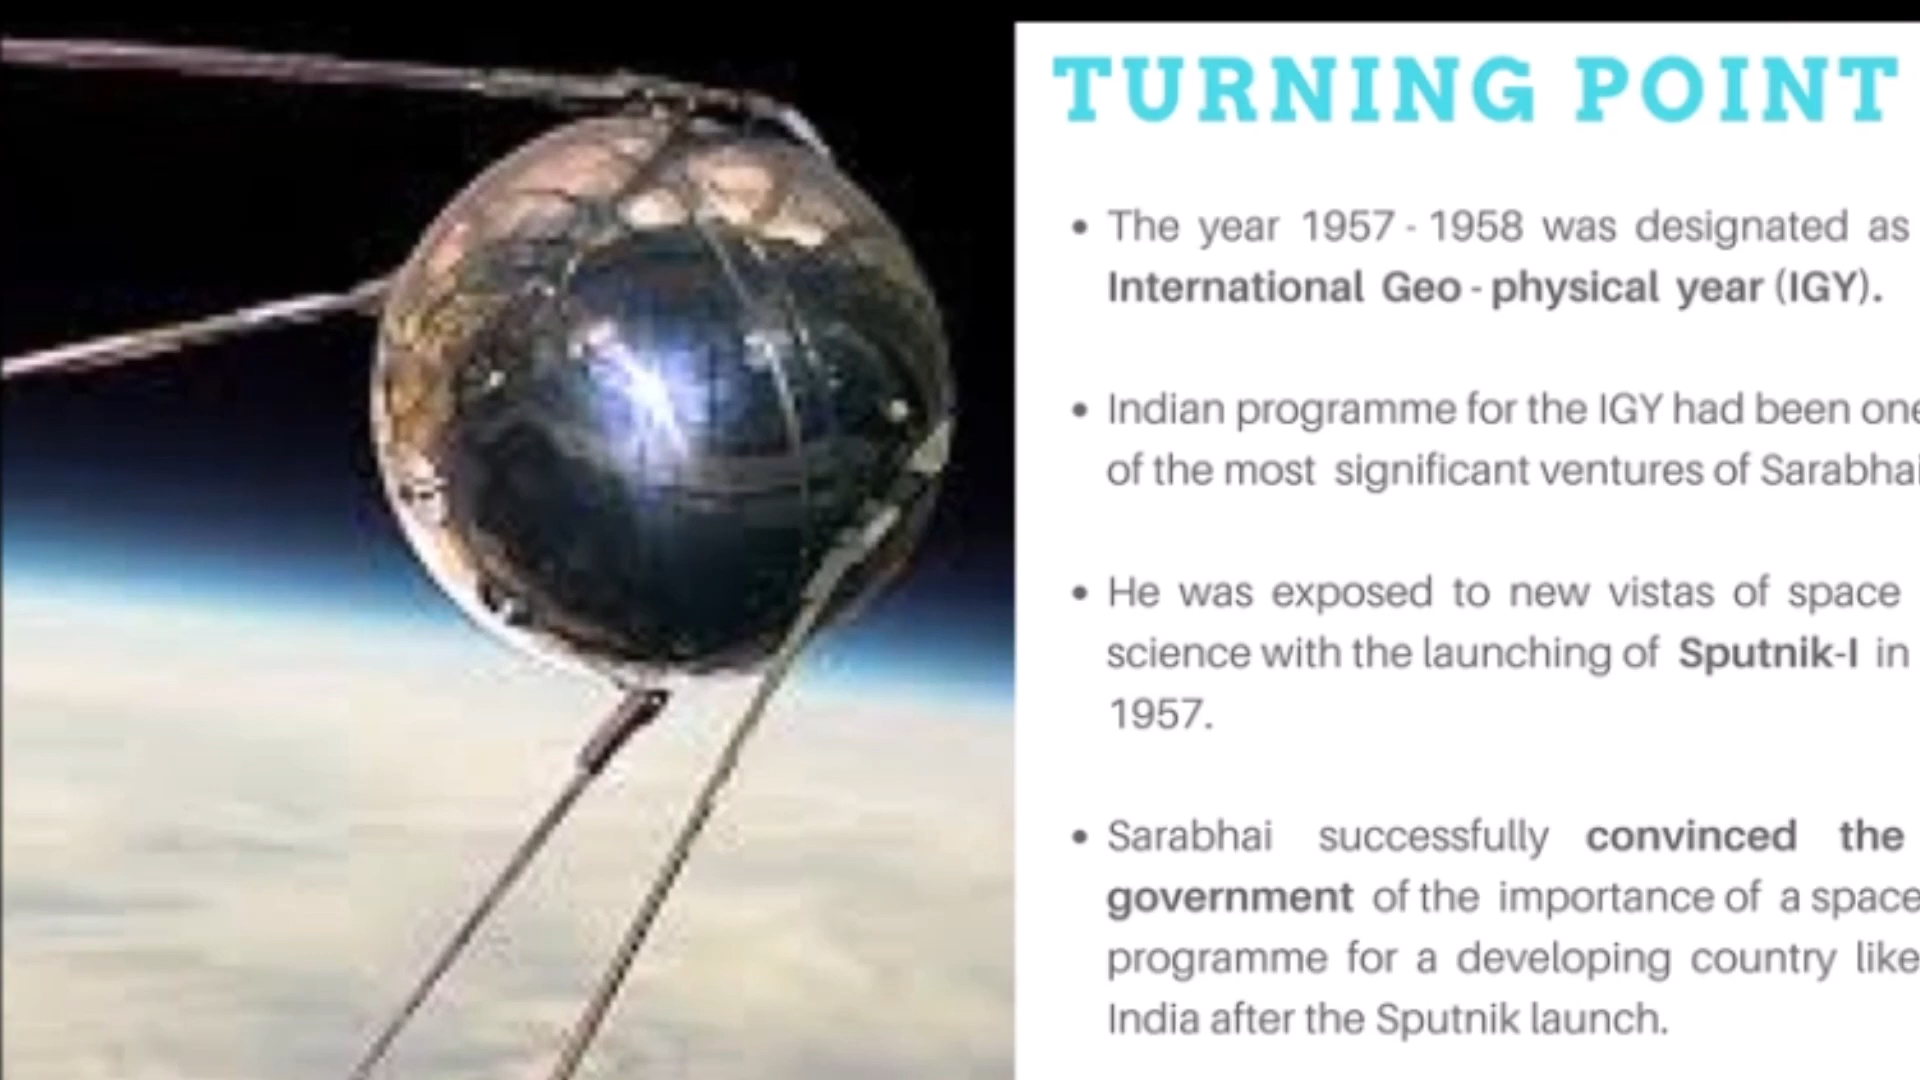 TURNING POINT
• The year 1957 - 1958 was designated as
International Geo - physical year (IGY).
• Indian programme for the IGY had been one
of the most significant ventures of Sarabhai
• He was exposed to new vistas of space
science with the launching of Sputnik-I in
1957.
• Sarabhai successfully convinced the
government of the importance of a space
programme for a developing country like
India after the Sputnik launch.